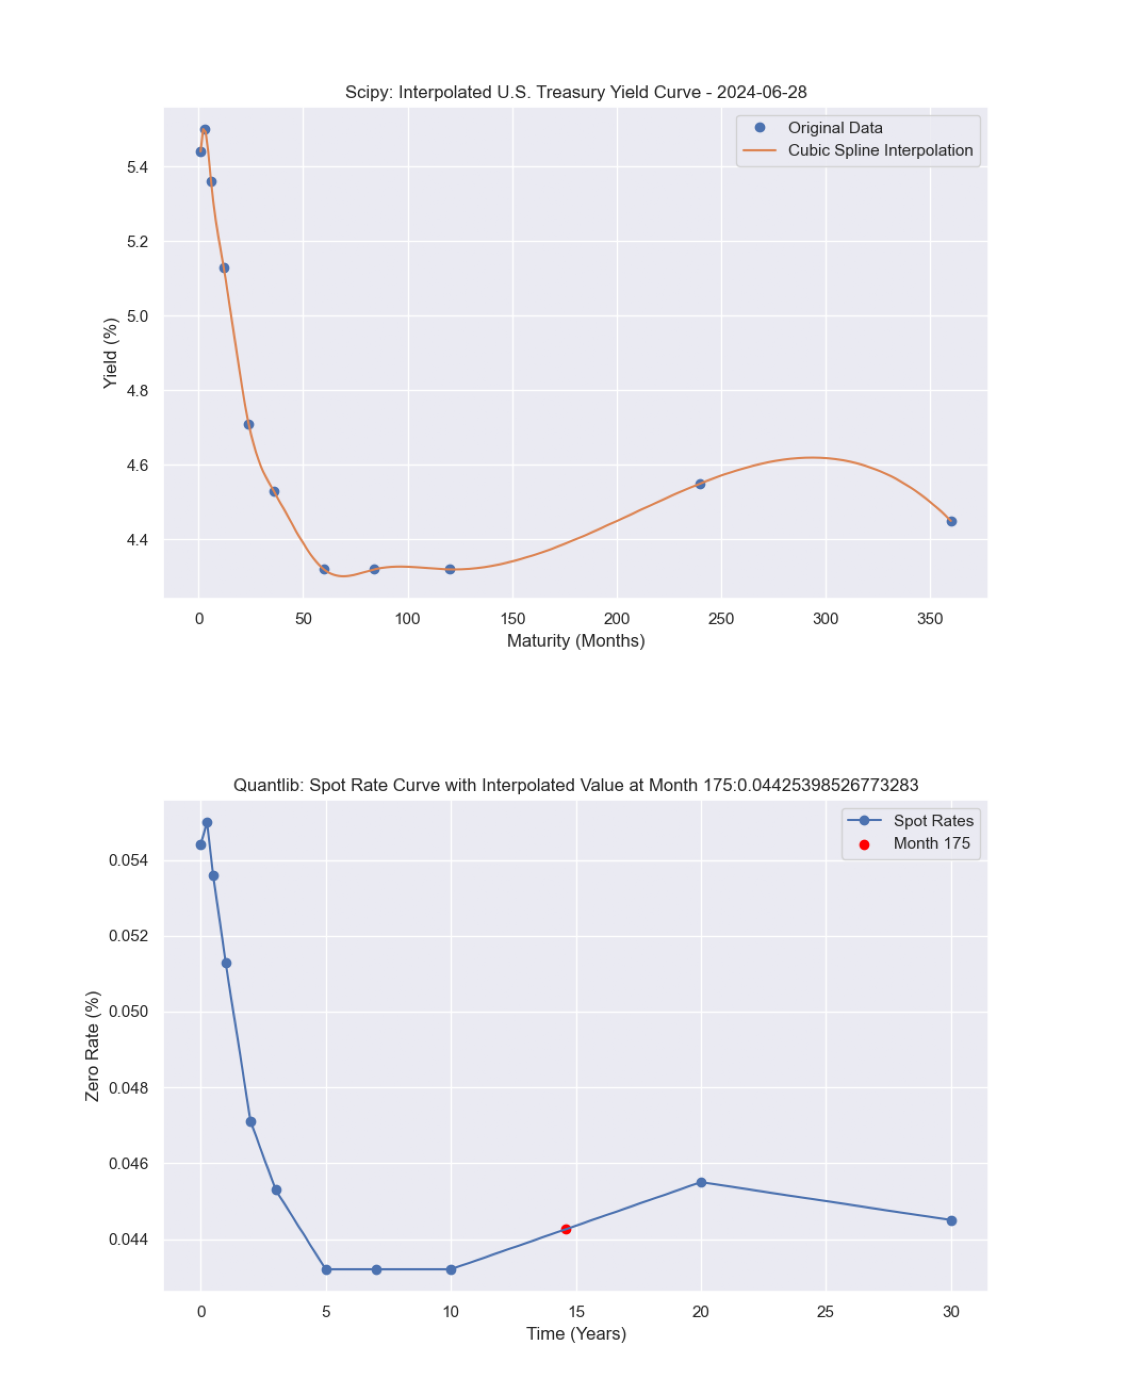 Scipy: Interpolated U.S. Treasury Yield Curve - 2024-06-28
Original Data
Cubic Spline Interpolation
Yield (%)
5.4
5.2
5.0
4.8
4.6
4.4
0 50 100 150 200 250 300 350
Maturity (Months)
Quantlib: Spot Rate Curve with Interpolated Value at Month 175:0.04425398526773283
Spot Rates
Month 175
Zero Rate (%)
0.054
0.052
0.050
0.048
0.046
0.044
0 5 10 15 20 25 30
Time (Years)